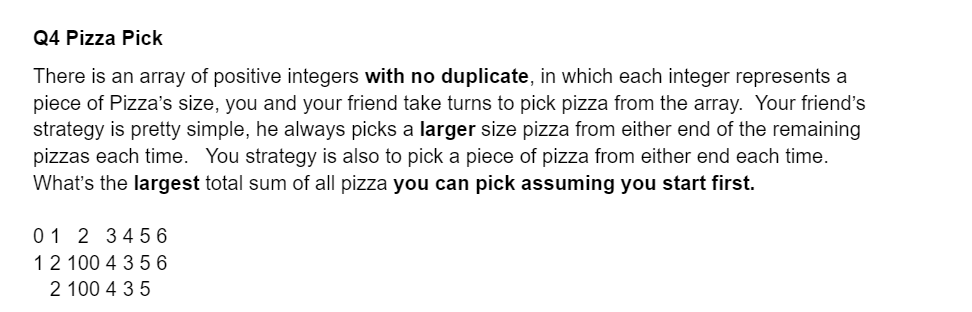 Q4 Pizza Pick
There is an array of positive integers with no duplicate, in which each integer represents a
piece of Pizza's size, you and your friend take turns to pick pizza from the array.  Your friend's
strategy is pretty simple, he always picks a larger size pizza from either end of the remaining
pizzas each time.   You strategy is also to pick a piece of pizza from either end each time.
What's the largest total sum of all pizza you can pick assuming you start first.
0 1   2   3 4 5 6
1 2 100 4 3 5 6
2 100 4 3 5